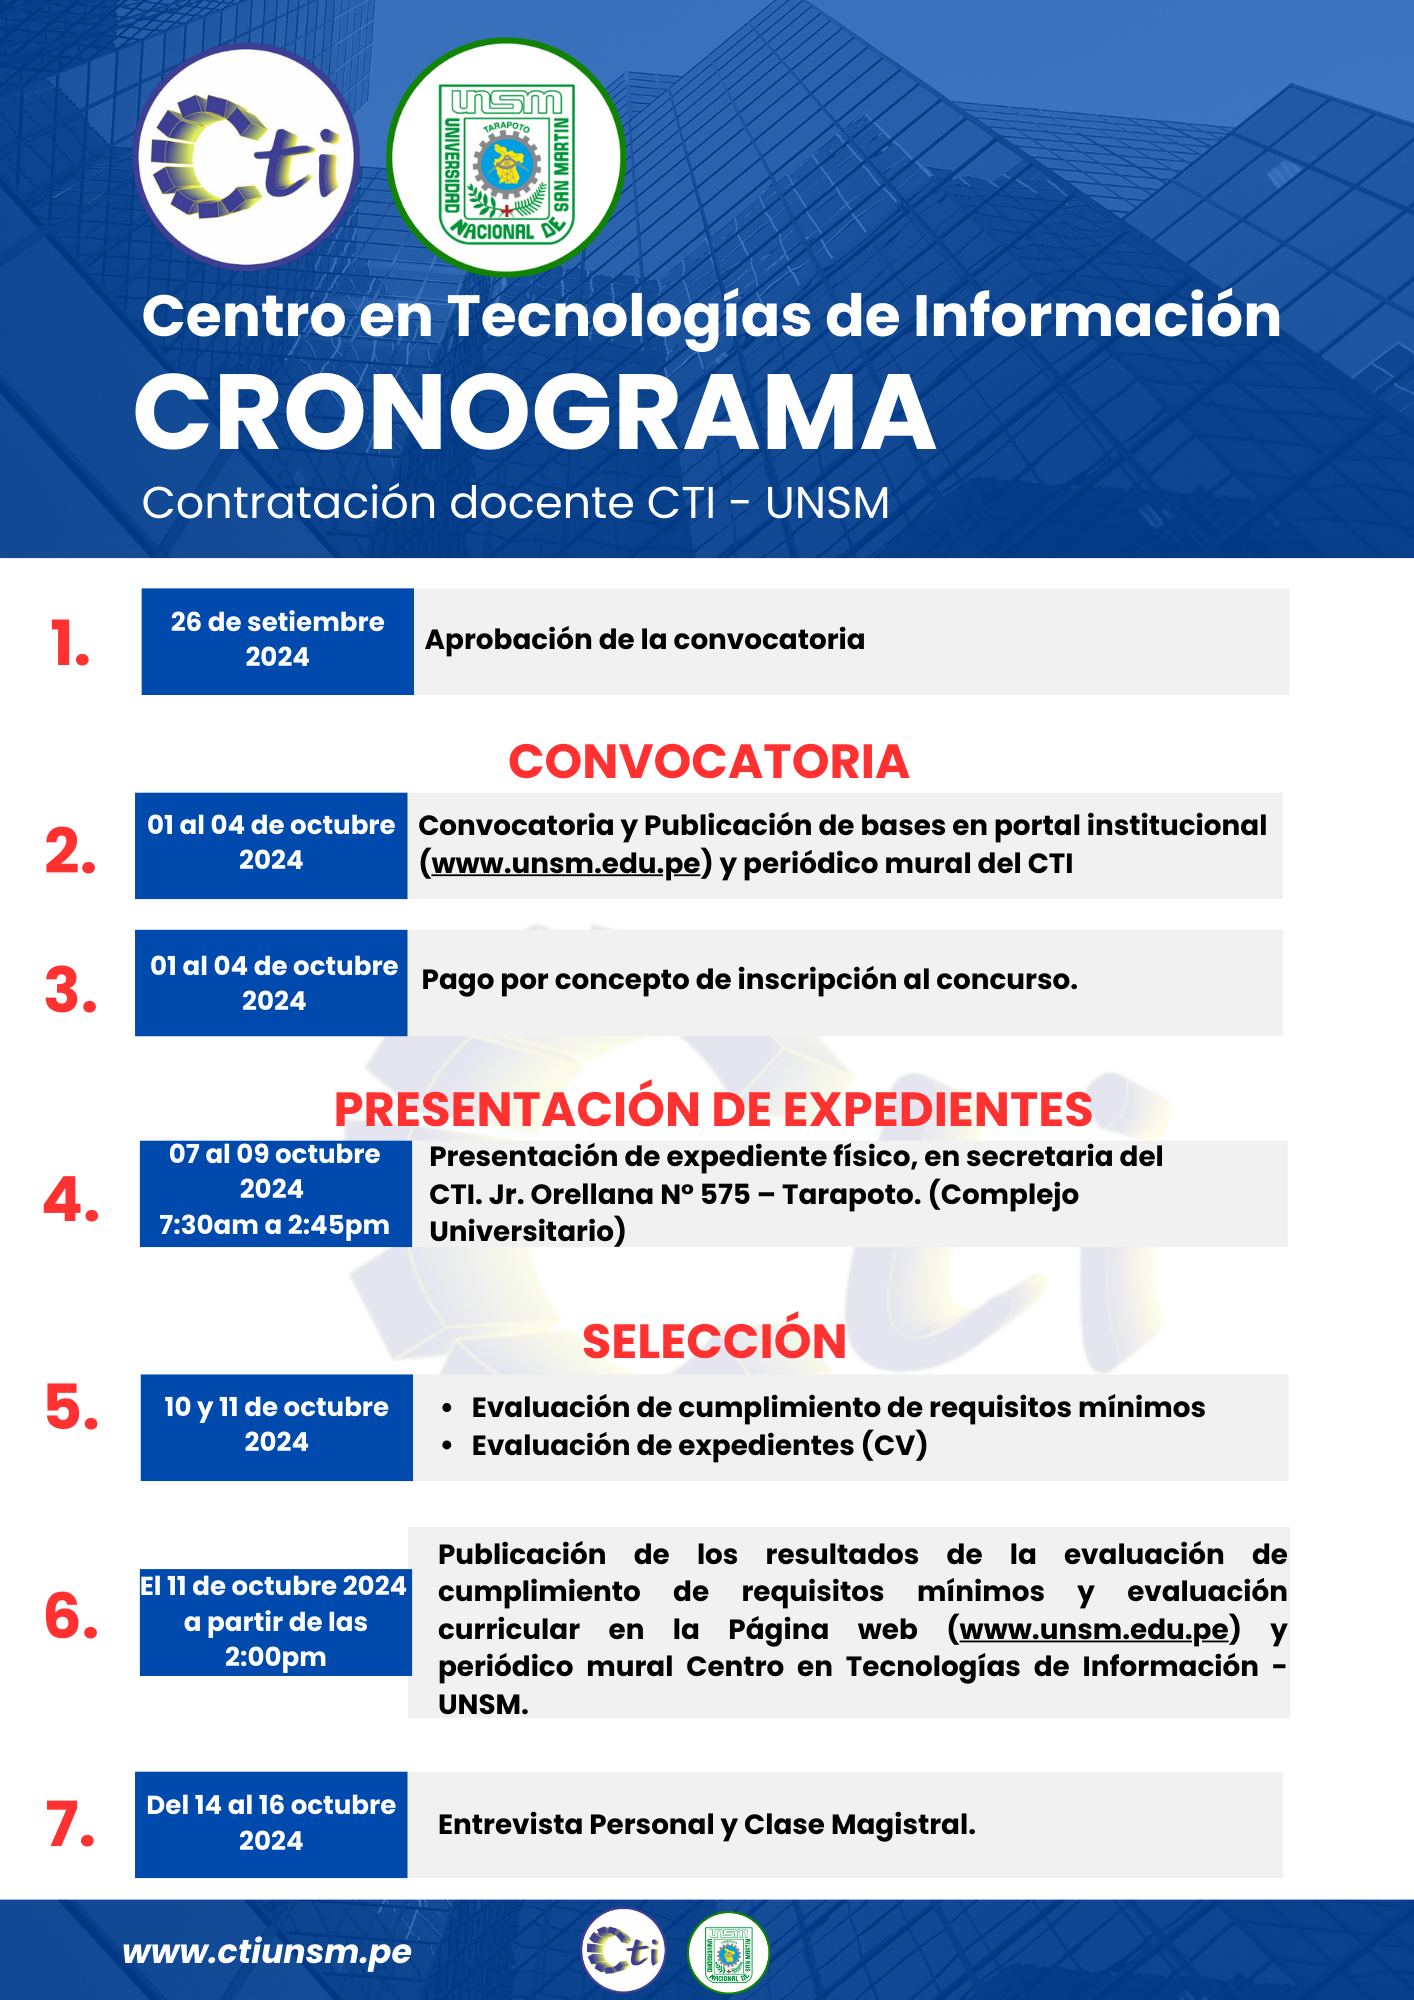 Cti
unsm
TARAPOTO
UNIVERSIDAD
NACIONAL DE
SAN MARTIN
Centro en Tecnologías de Información
CRONOGRAMA
Contratación docente CTI - UNSM
1.
26 de setiembre
2024
Aprobación de la convocatoria
CONVOCATORIA
2.
01 al 04 de octubre
2024
Convocatoria y Publicación de bases en portal institucional
(www.unsm.edu.pe) y periódico mural del CTI
3.
01 al 04 de octubre
2024
Pago por concepto de inscripción al concurso.
PRESENTACIÓN DE EXPEDIENTES
4.
07 al 09 octubre
2024
7:30am a 2:45pm
Presentación de expediente físico, en secretaria del
CTI. Jr. Orellana N° 575 – Tarapoto. (Complejo
Universitario)
Cti
SELECCIÓN
5.
10 y 11 de octubre
2024
• Evaluación de cumplimiento de requisitos mínimos
• Evaluación de expedientes (CV)
6.
El 11 de octubre 2024
a partir de las
2:00pm
Publicación de los resultados de la evaluación de
cumplimiento de requisitos mínimos y evaluación
curricular en la Página web (www.unsm.edu.pe) y
periódico mural Centro en Tecnologías de Información -
UNSM.
7.
Del 14 al 16 octubre
2024
Entrevista Personal y Clase Magistral.
www.ctiunsm.pe
Cti
unsm
UNIVERSIDAD
NACIONAL DE
SAN MARTIN